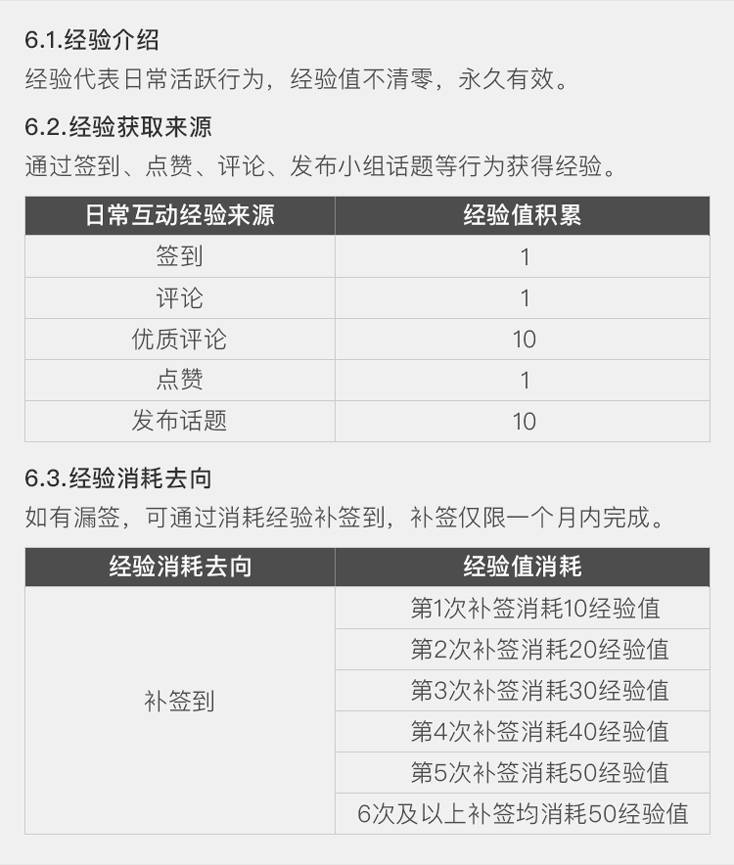 6.1.经验介绍
经验代表日常活跃行为，经验值不清零，永久有效。
6.2.经验获取来源
通过签到、点赞、评论、发布小组话题等行为获得经验。
日常互动经验来源 经验值积累
签到 1
评论 1
优质评论 10
点赞 1
发布话题 10
6.3.经验消耗去向
如有漏签，可通过消耗经验补签到，补签仅限一个月内完成。
经验消耗去向 经验值消耗
第1次补签消耗10经验值
第2次补签消耗20经验值
第3次补签消耗30经验值
补签到
第4次补签消耗40经验值
第5次补签消耗50经验值
6次及以上补签均消耗50经验值